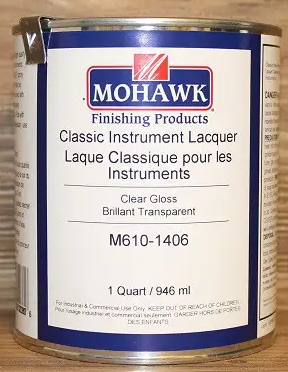 MOHAWK
Finishing Products
Classic Instrument Lacquer
Laque Classique pour les
Instruments
Clear Gloss
Brillant Transparent
M610-1406
1 Quart / 946 ml
For Industrial & Commercial Use Only. KEEP OUT OF REACH OF CHILDREN.
Pour l'usage industriel et commercial seulement. GARDER HORS DE PORTEE
DES ENFANTS.